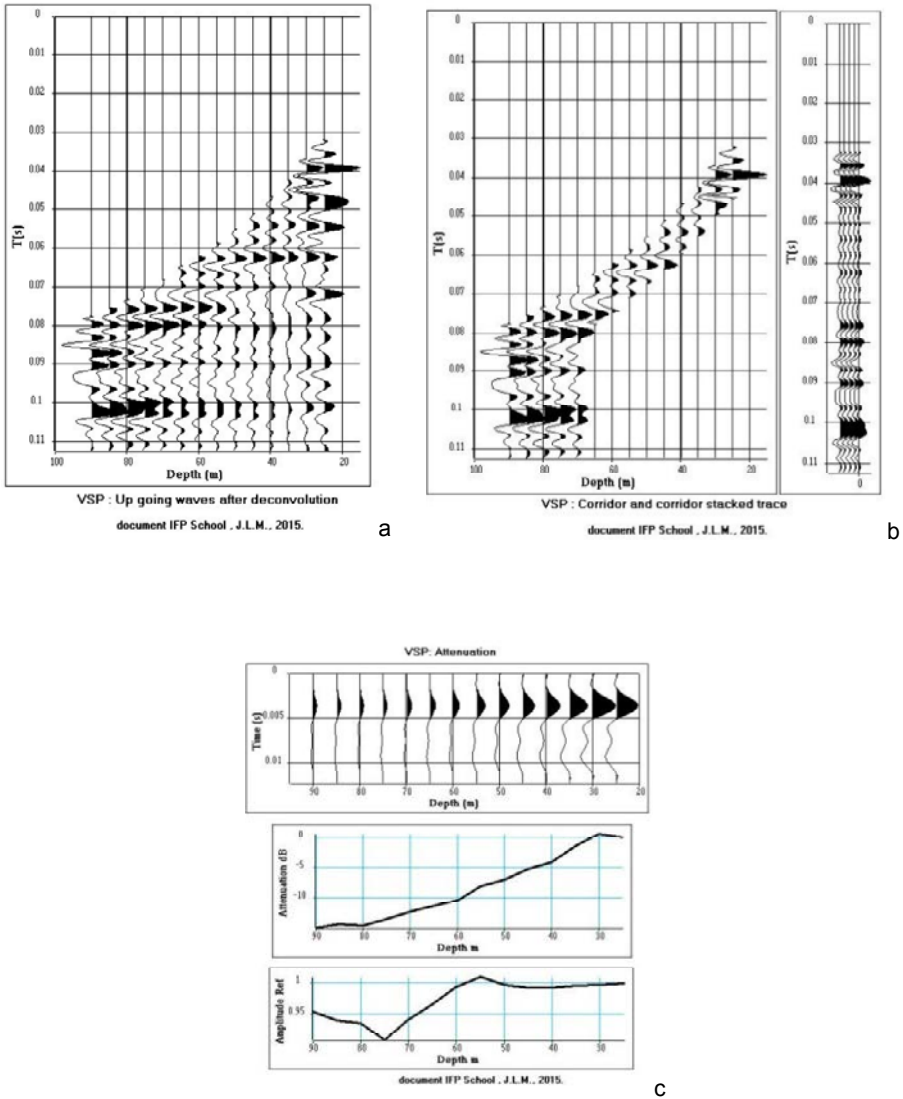 0
0.01
0.02
0.03
0.04
0.05
0.06
0.07
0.08
0.09
0.1
0.11
T(s)
100 80 60 40 20
Depth (m)
VSP : Up going waves after deconvolution
document IFP School , J.L.M., 2015.
a
0
0.01
0.02
0.03
0.04
0.05
0.06
0.07
0.08
0.09
0.1
0.11
T(s)
100 80 60 40 20
Depth (m)
0
0.01
0.02
0.03
0.04
0.05
0.06
0.07
0.08
0.09
0.1
0.11
T(s)
0
VSP : Corridor and corridor stacked trace
document IFP School , J.L.M., 2015.
b
VSP: Attenuation
0
0.005
0.01
Time (s)
90 80 70 60 50 40 30 20
Depth (m)
0
-5
-10
Attenuation dB
90 80 70 60 50 40 30
Depth m
1
0.95
Amplitude Ref
90 80 70 60 50 40 30
Depth m
document IFP School , J.L.M., 2015.
c